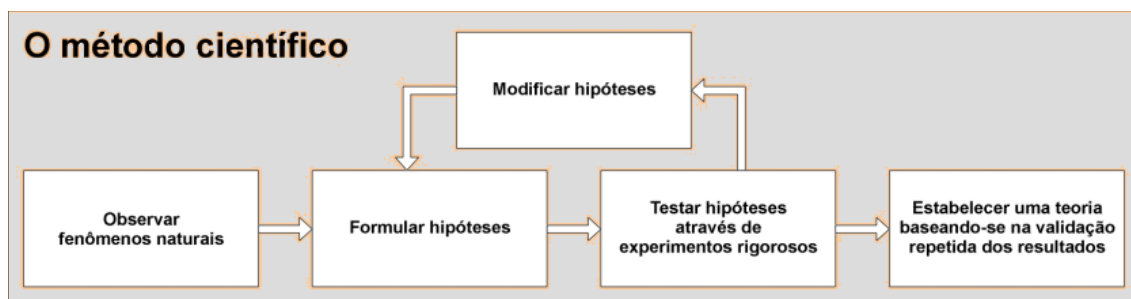 O método científico
Modificar hipóteses
Observar
fenômenos naturais
Formular hipóteses
Testar hipóteses
através de
experimentos rigorosos
Estabelecer uma teoria
baseando-se na validação
repetida dos resultados